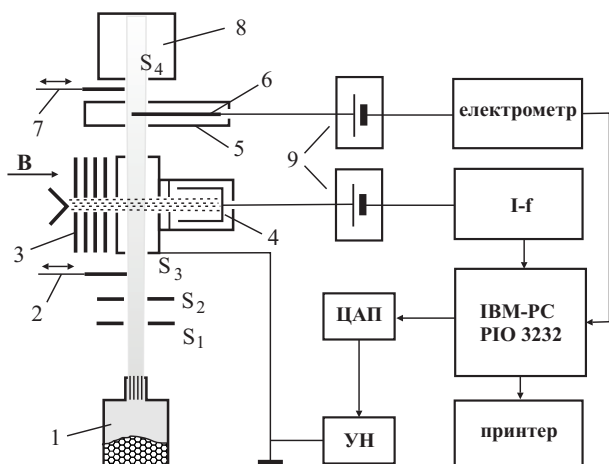 8
S4
6
7
електрометр
5
9
B
I-f
4
3
S3
2
S2
ЦАП
IBM-PC
PIO 3232
S1
1
УН
принтер